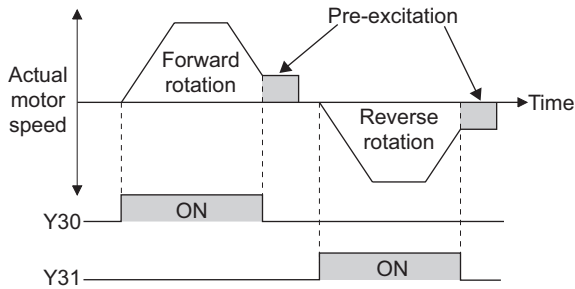 Pre-excitation
Forward
rotation
Actual
motor
speed
Time
Reverse
rotation
Y30
ON
Y31
ON